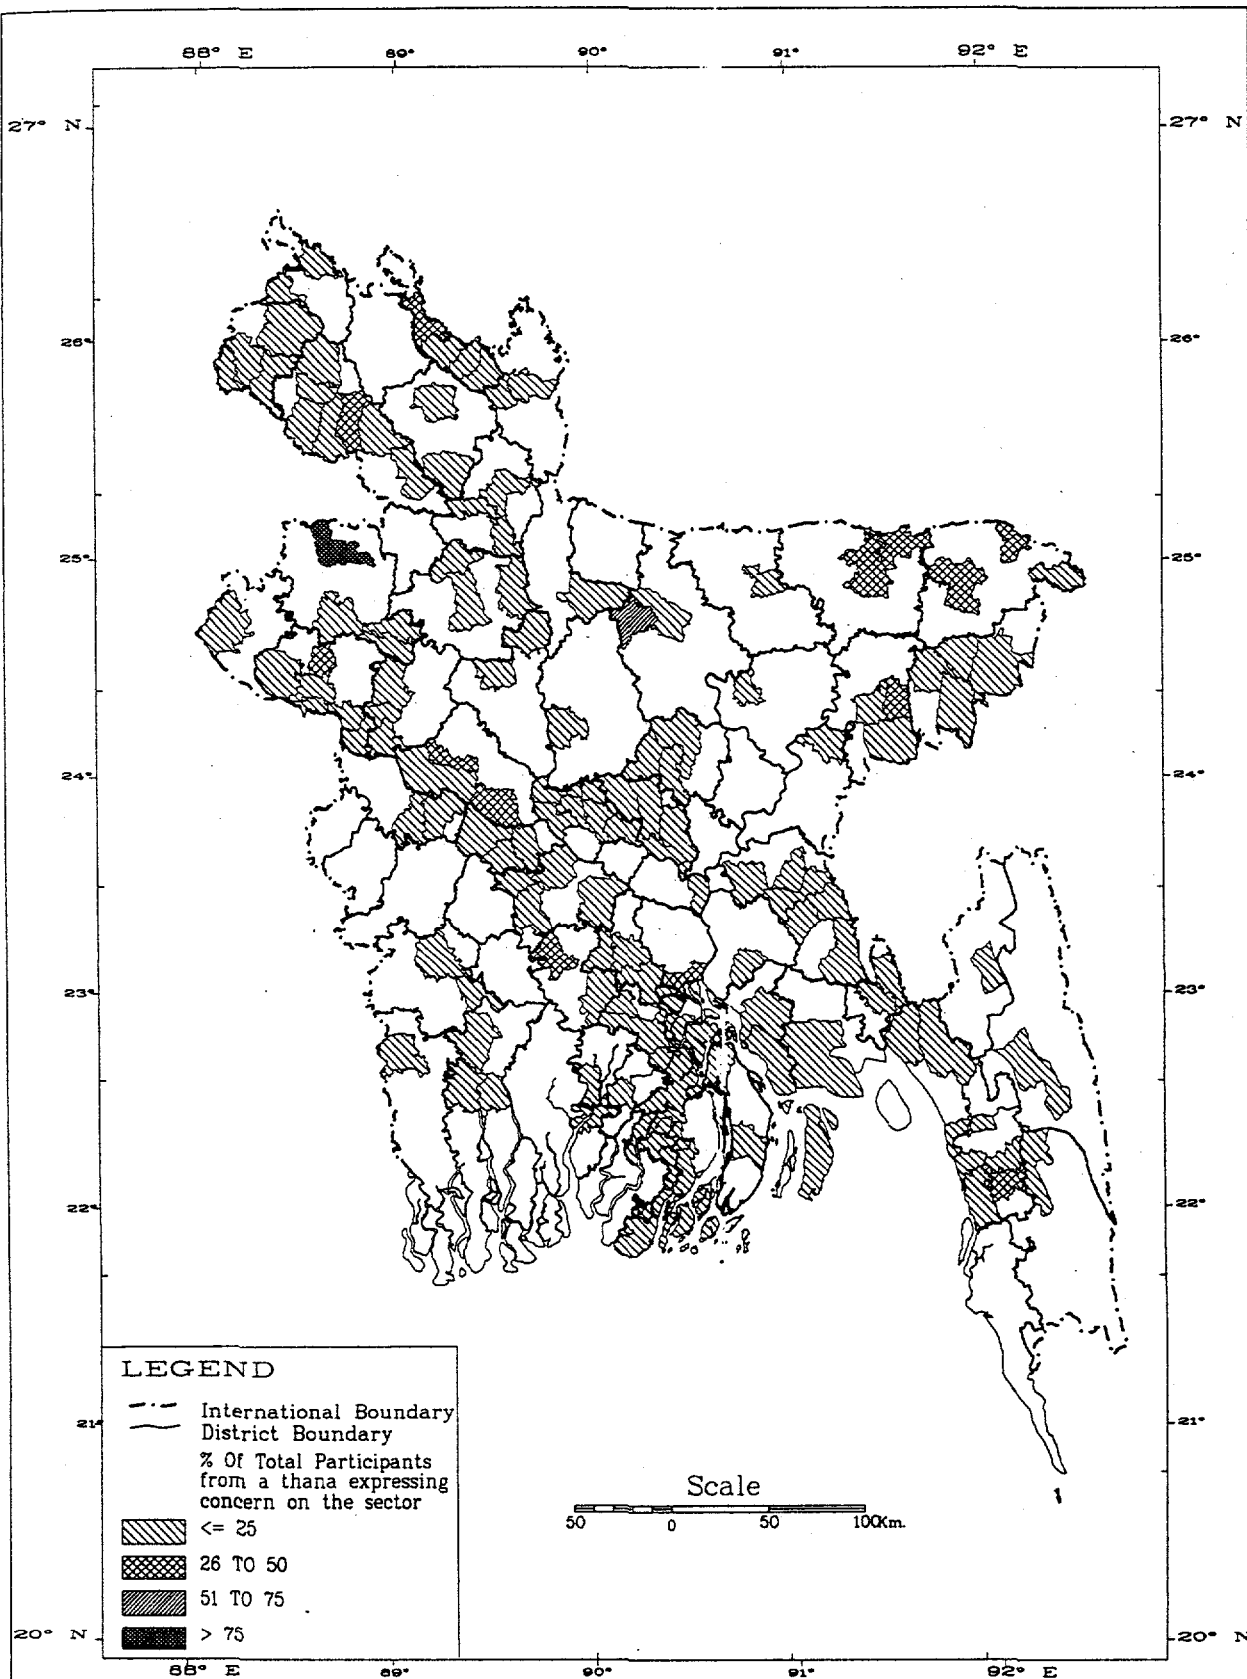 88° E 89° 90° 91° 92° E
27° N 27° N
26° 26°
25° 25°
24° 24°
23° 23°
22° 22°
21° 21°
20° N 20° N
LEGEND
International Boundary
District Boundary
% Of Total Participants
from a thana expressing
concern on the sector
<= 25
26 TO 50
51 TO 75
> 75
Scale
50 0 50 100Km.
88° E 89° 90° 91° 92° E